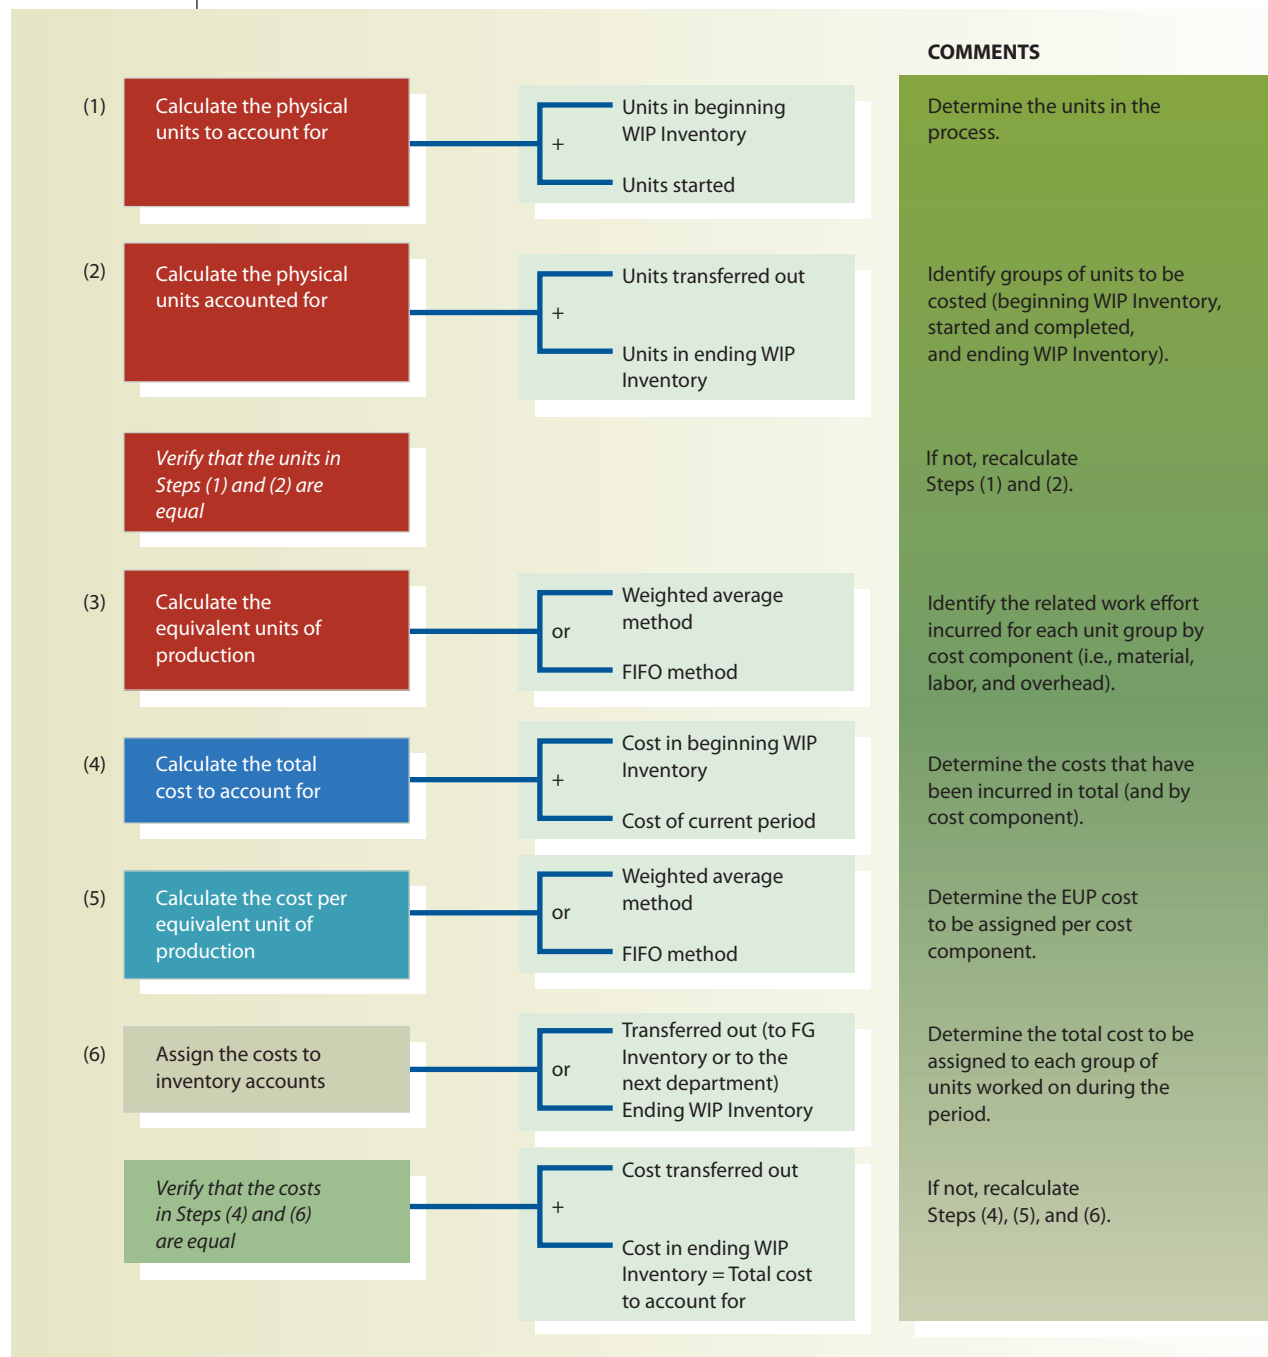 COMMENTS
(1)
Calculate the physical
units to account for
+
Units in beginning
WIP Inventory
Units started
Determine the units in the
process.
(2)
Calculate the physical
units accounted for
+
Units transferred out
Units in ending WIP
Inventory
Identify groups of units to be
costed (beginning WIP Inventory,
started and completed,
and ending WIP Inventory).
Verify that the units in
Steps (1) and (2) are
equal
If not, recalculate
Steps (1) and (2).
(3)
Calculate the
equivalent units of
production
or
Weighted average
method
FIFO method
Identify the related work effort
incurred for each unit group by
cost component (i.e., material,
labor, and overhead).
(4)
Calculate the total
cost to account for
+
Cost in beginning WIP
Inventory
Cost of current period
Determine the costs that have
been incurred in total (and by
cost component).
(5)
Calculate the cost per
equivalent unit of
production
or
Weighted average
method
FIFO method
Determine the EUP cost
to be assigned per cost
component.
(6)
Assign the costs to
inventory accounts
or
Transferred out (to FG
Inventory or to the
next department)
Ending WIP Inventory
Determine the total cost to be
assigned to each group of
units worked on during the
period.
Verify that the costs
in Steps (4) and (6)
are equal
+
Cost transferred out
Cost in ending WIP
Inventory = Total cost
to account for
If not, recalculate
Steps (4), (5), and (6).